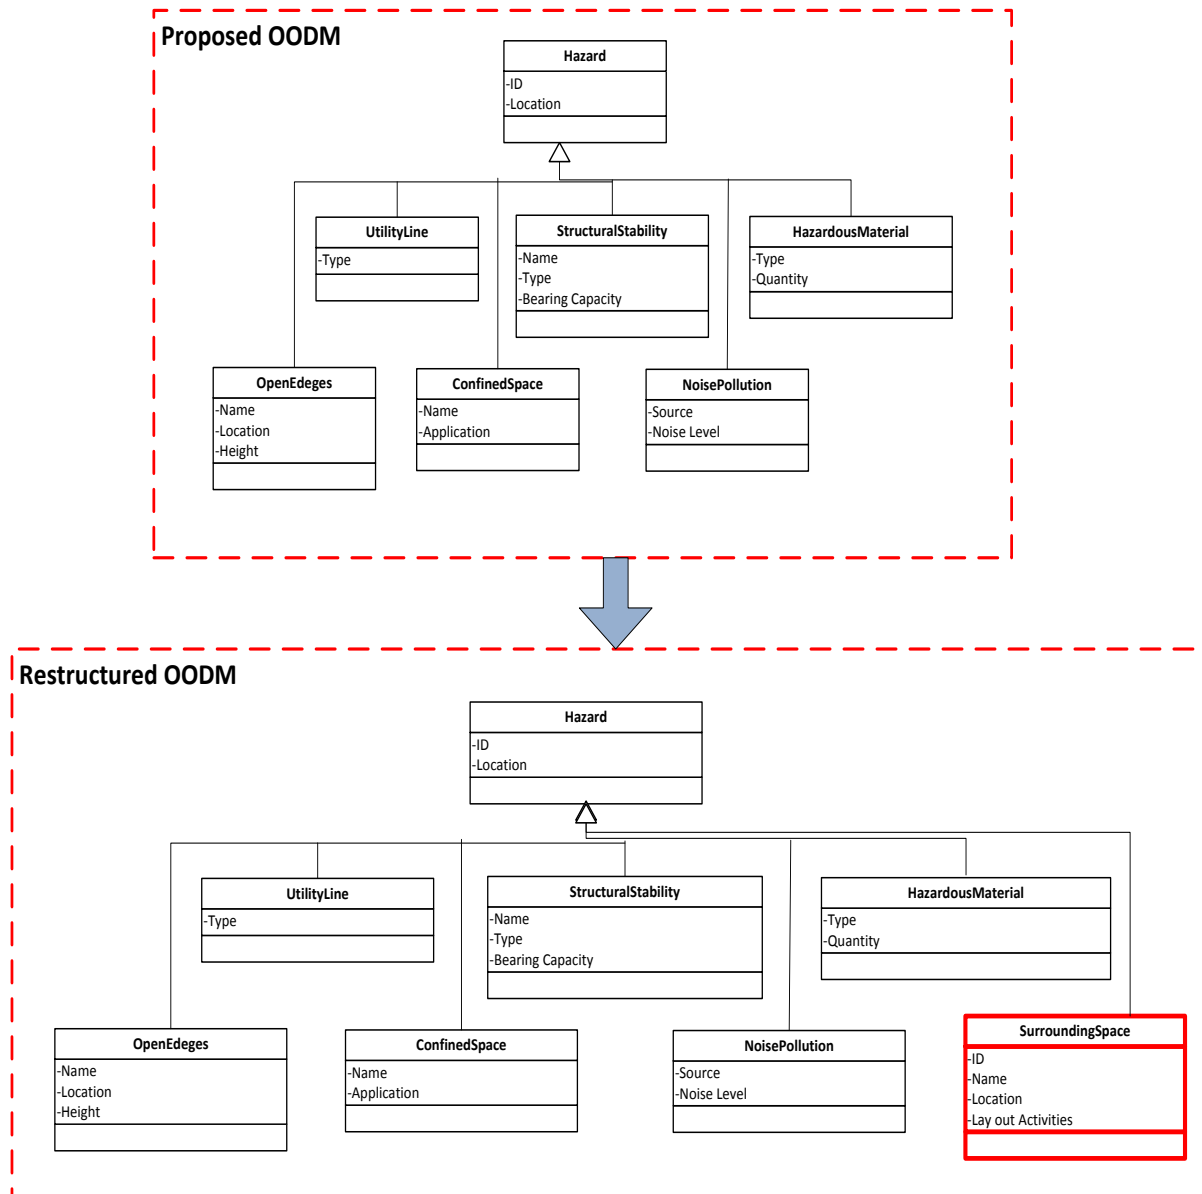 Proposed OODM
Hazard
-ID
-Location
UtilityLine
-Type
StructuralStability
-Name
-Type
-Bearing Capacity
HazardousMaterial
-Type
-Quantity
OpenEdeges
-Name
-Location
-Height
ConfinedSpace
-Name
-Application
NoisePollution
-Source
-Noise Level
Restructured OODM
Hazard
-ID
-Location
UtilityLine
-Type
StructuralStability
-Name
-Type
-Bearing Capacity
HazardousMaterial
-Type
-Quantity
OpenEdeges
-Name
-Location
-Height
ConfinedSpace
-Name
-Application
NoisePollution
-Source
-Noise Level
SurroundingSpace
-ID
-Name
-Location
-Lay out Activities